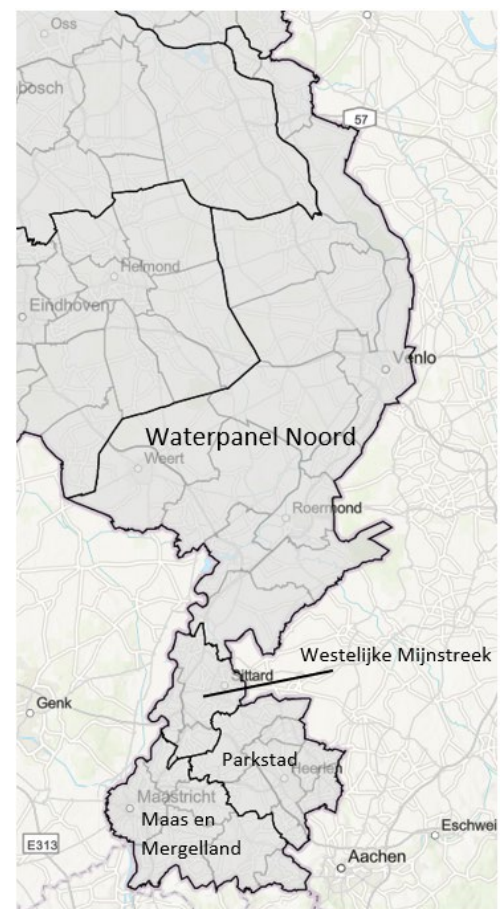 Oss
bosch
57
Helmond
Eindhoven
Venlo
Waterpanel Noord
Weert
Roermond
Westelijke Mijnstreek
Sittard
Genk
Parkstad
Heerlen
Maastricht
Maas en
Mergelland
Eschwei
E313
Aachen